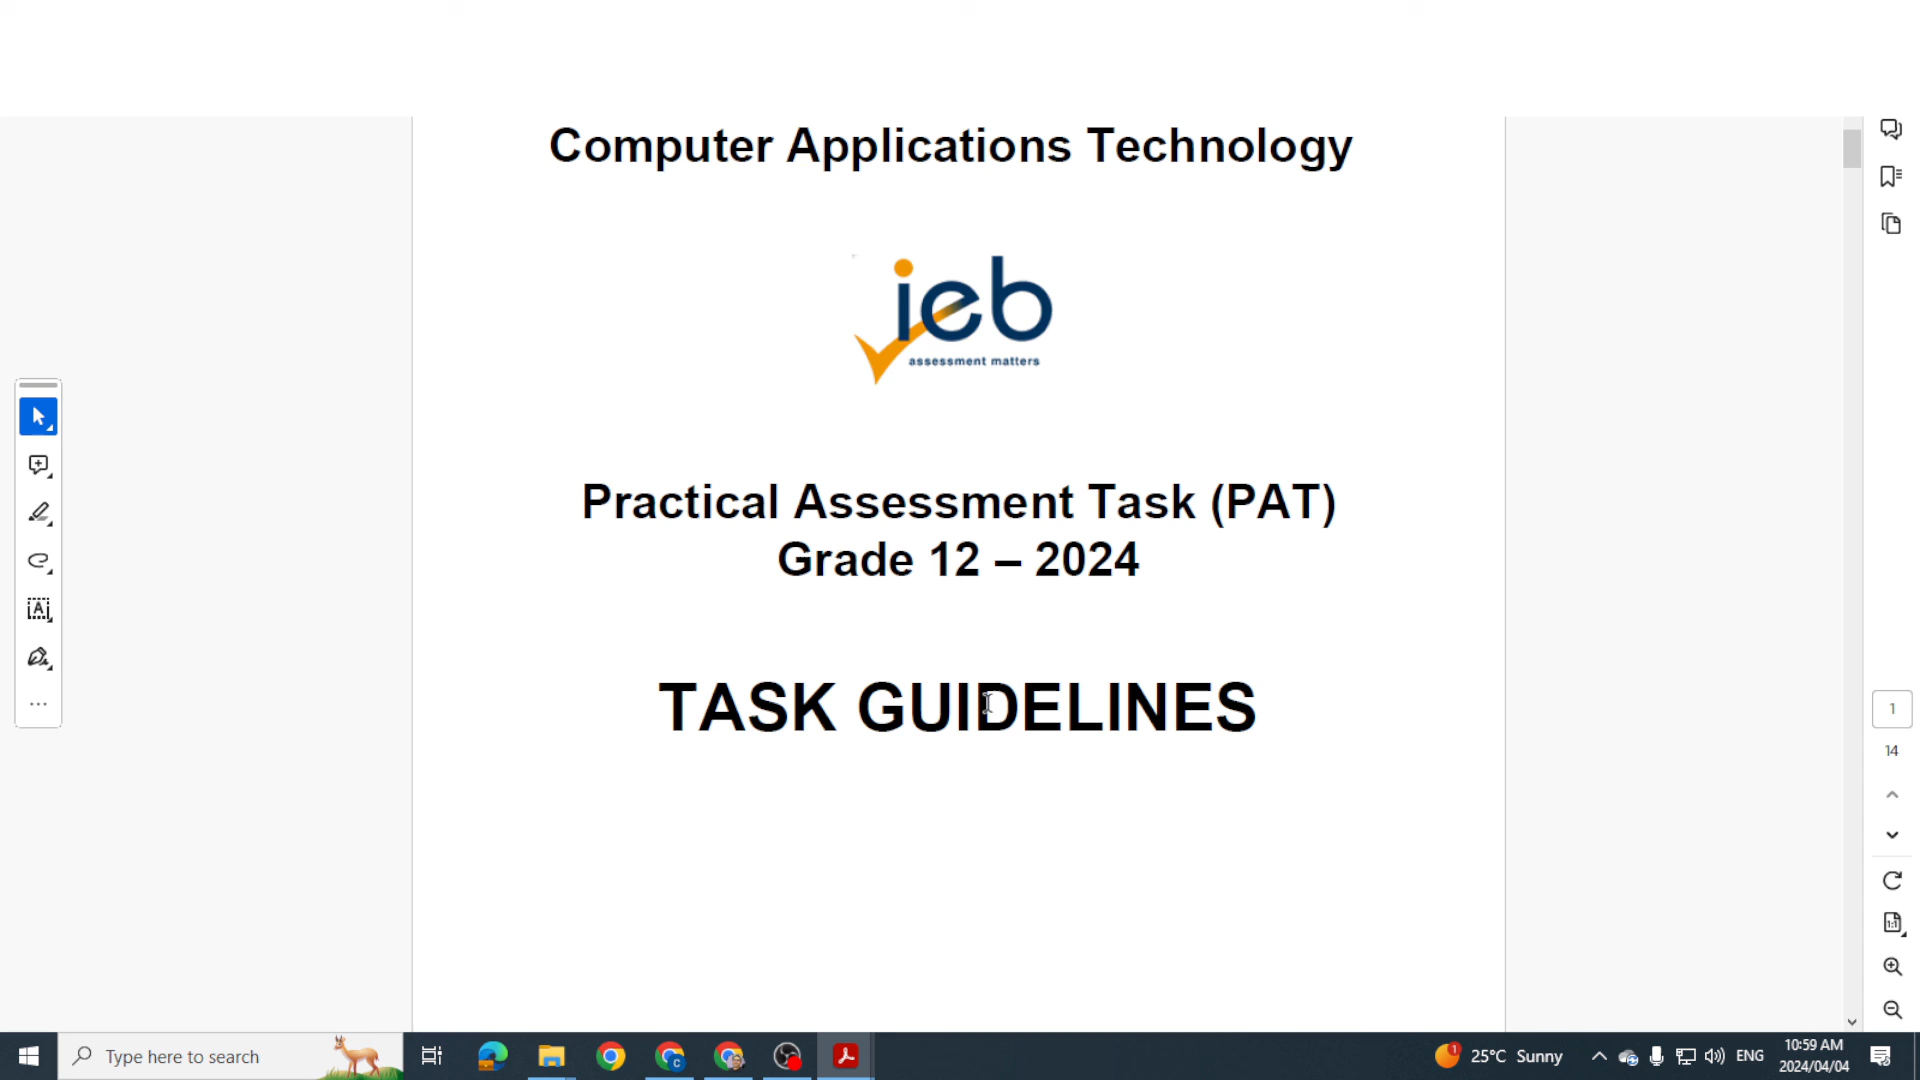 Computer Applications Technology
ieb
assessment matters
Practical Assessment Task (PAT)
Grade 12 – 2024
TASK GUIDELINES
1
14
Type here to search
1
25°C Sunny
ENG
10:59 AM
2024/04/04